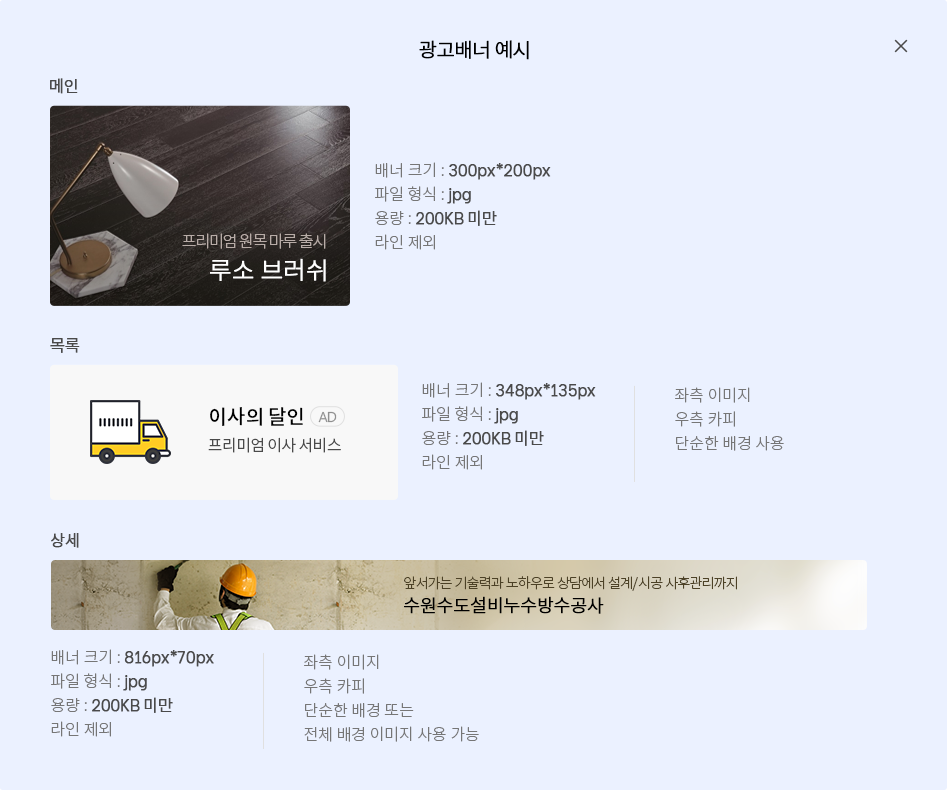 광고배너 예시
메인
프리미엄 원목 마루 출시
루소 브러쉬
배너 크기 : 300px*200px
파일 형식 : jpg
용량 : 200KB 미만
라인 제외
목록
이사의 달인 AD
프리미엄 이사 서비스
배너 크기 : 348px*135px
파일 형식 : jpg
용량 : 200KB 미만
라인 제외
좌측 이미지
우측 카피
단순한 배경 사용
상세
앞서가는 기술력과 노하우로 상담에서 설계/시공 사후관리까지
수원수도설비누수방수공사
배너 크기 : 816px*70px
파일 형식 : jpg
용량 : 200KB 미만
라인 제외
좌측 이미지
우측 카피
단순한 배경 또는
전체 배경 이미지 사용 가능